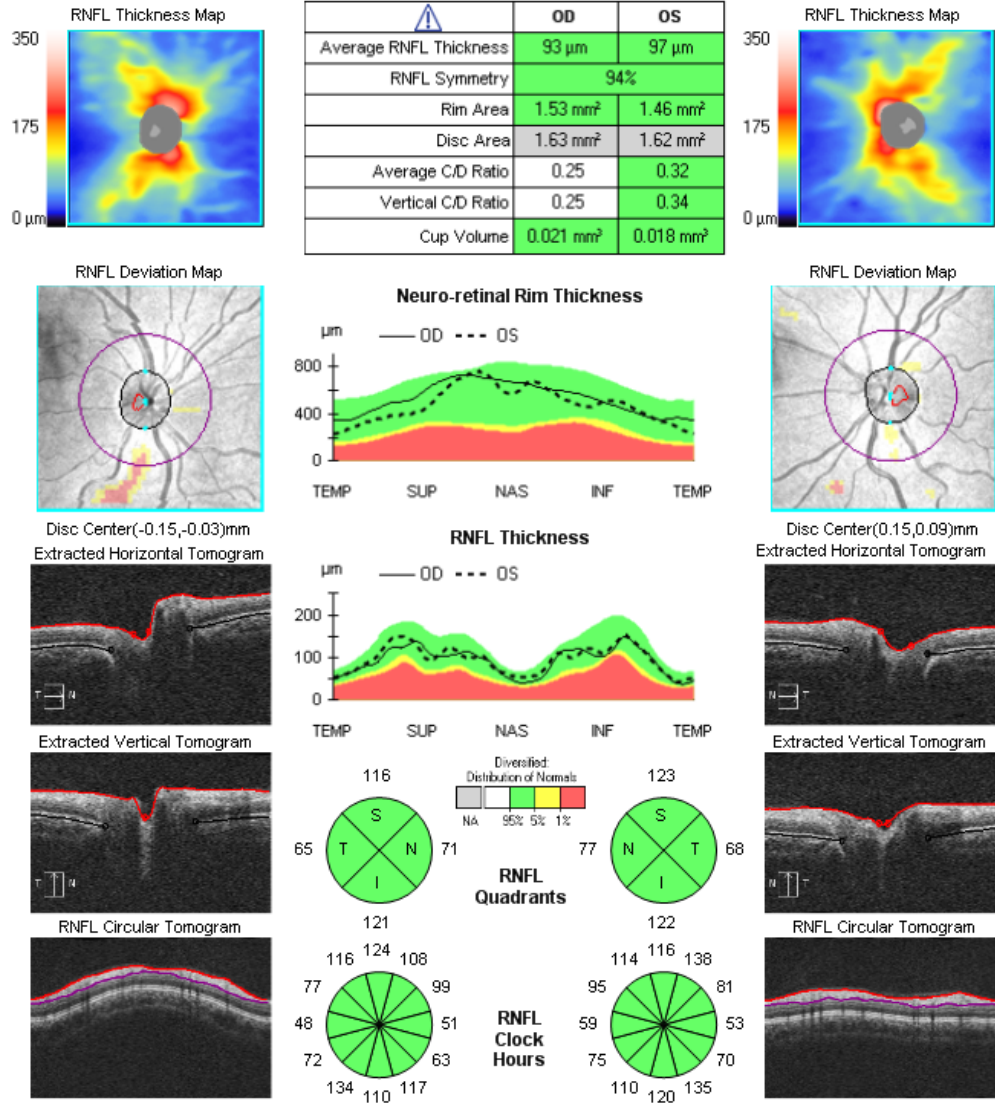 RNFL Thickness Map
350
175
0 µm
OD OS
Average RNFL Thickness 93 µm 97 µm
RNFL Symmetry 94%
Rim Area 1.53 mm² 1.46 mm²
Disc Area 1.63 mm² 1.62 mm²
Average C/D Ratio 0.25 0.32
Vertical C/D Ratio 0.25 0.34
Cup Volume 0.021 mm³ 0.018 mm³
RNFL Thickness Map
350
175
0 µm
RNFL Deviation Map
Disc Center(-0.15,-0.03)mm
Extracted Horizontal Tomogram
T N
Extracted Vertical Tomogram
T N
RNFL Circular Tomogram
Neuro-retinal Rim Thickness
µm OD OS
800
400
0
TEMP SUP NAS INF TEMP
RNFL Thickness
µm OD OS
200
100
0
TEMP SUP NAS INF TEMP
Diversified:
Distribution of Normals
NA 95% 5% 1%
116
S
65 T N 71
I
121
RNFL
Quadrants
123
S
77 N T 68
I
122
124
116 108
77 99
48 51
72 63
134 117
110
RNFL
Clock
Hours
116
114 138
95 81
59 53
75 70
110 135
120
RNFL Deviation Map
Disc Center(0.15,0.09)mm
Extracted Horizontal Tomogram
T N
Extracted Vertical Tomogram
T N
RNFL Circular Tomogram